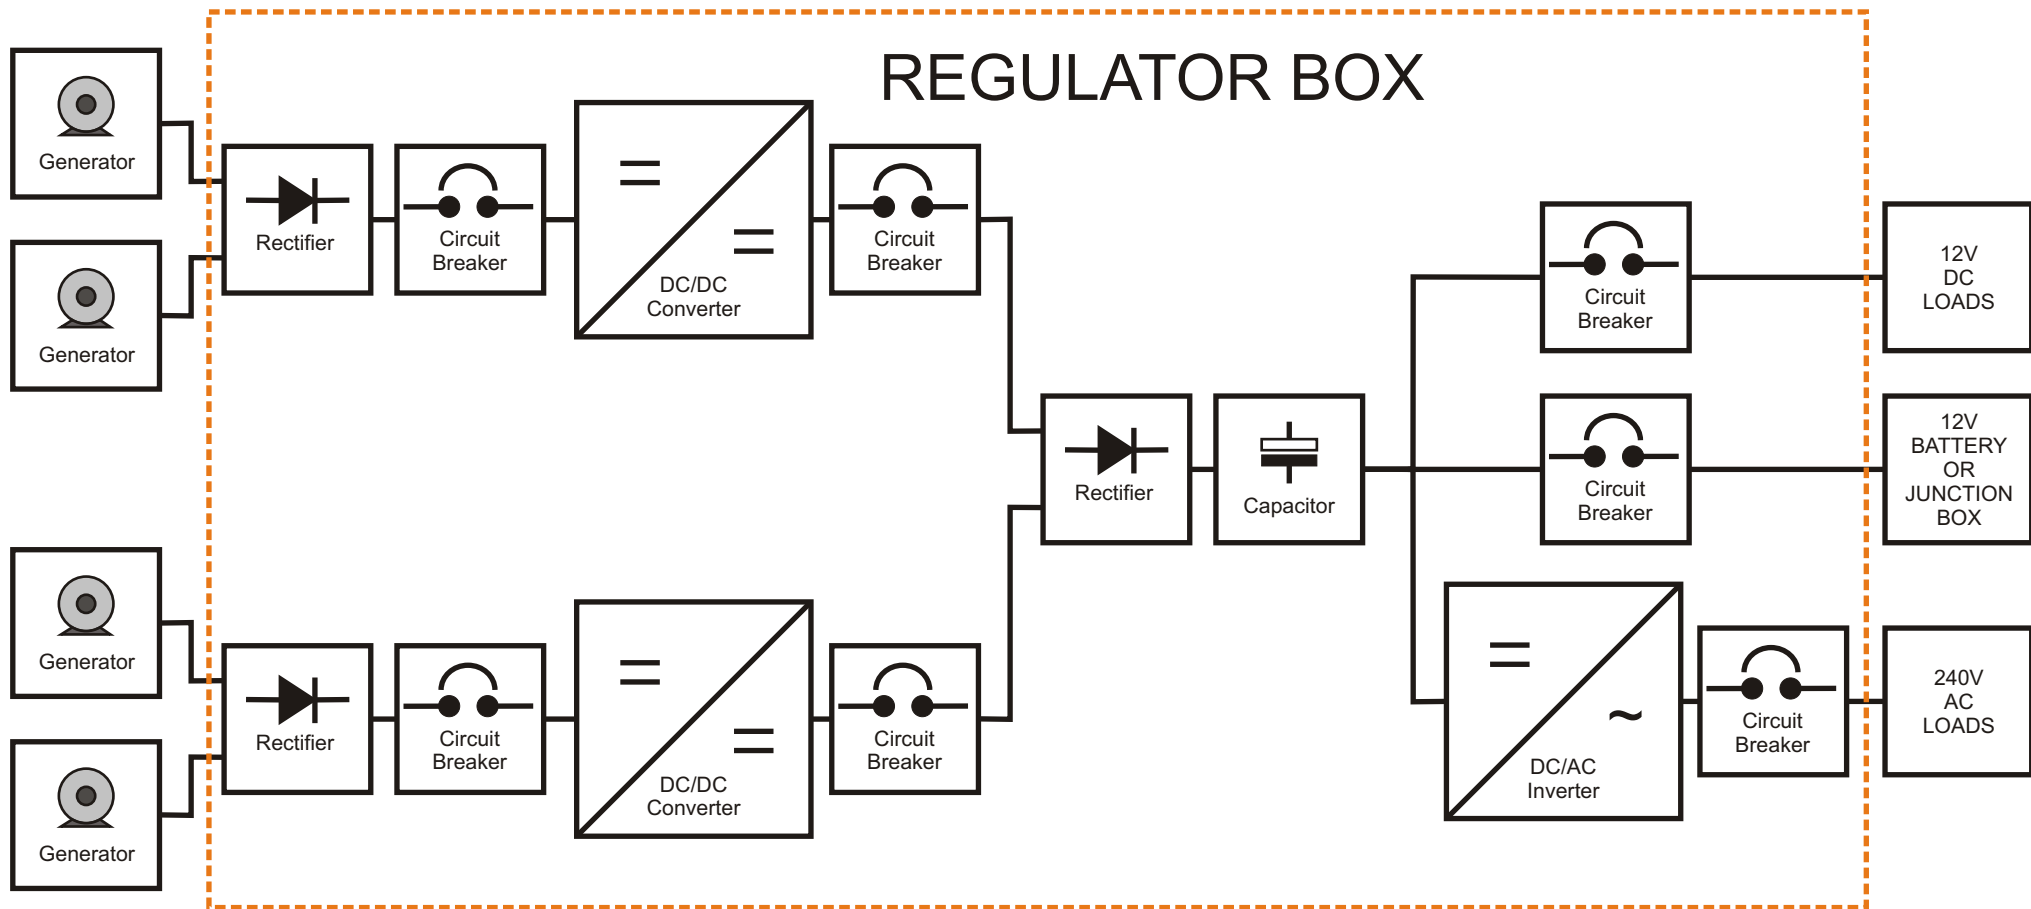 REGULATOR BOX
Generator
Generator
Rectifier
Circuit
Breaker
DC/DC
Converter
Circuit
Breaker
Generator
Generator
Rectifier
Circuit
Breaker
DC/DC
Converter
Circuit
Breaker
Rectifier
Capacitor
Circuit
Breaker
12V
DC
LOADS
Circuit
Breaker
12V
BATTERY
OR
JUNCTION
BOX
DC/AC
Inverter
Circuit
Breaker
240V
AC
LOADS